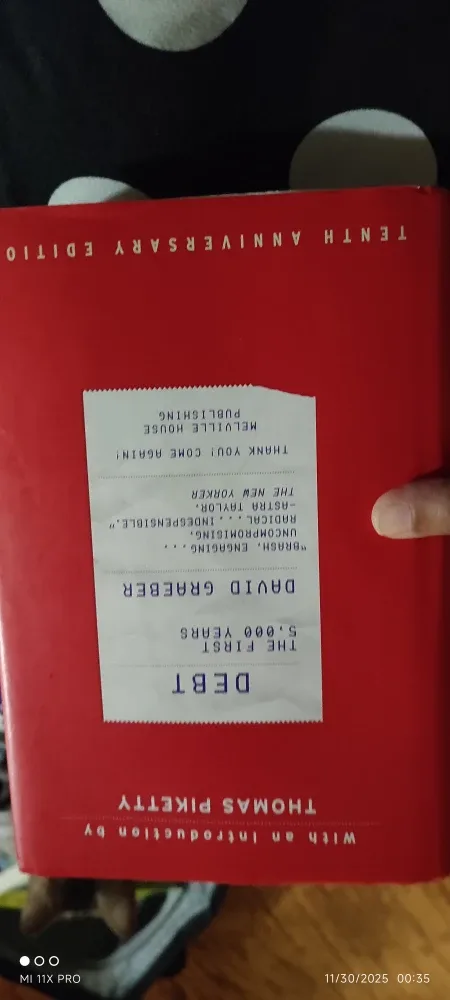 With an Introduction by
THOMAS PIKETTY
DEBT
THE FIRST
5,000 YEARS
DAVID GRAEBER
"BRASH, ENGAGING...
UNCOMPROMISING,
RADICAL....INDESPENSIBLE."
—ASTRA TAYLOR,
THE NEW YORKER
THANK YOU! COME AGAIN!
MELVILLE HOUSE
PUBLISHING
TENTH ANNIVERSARY EDITIO
MI 11X PRO
11/30/2025 00:35